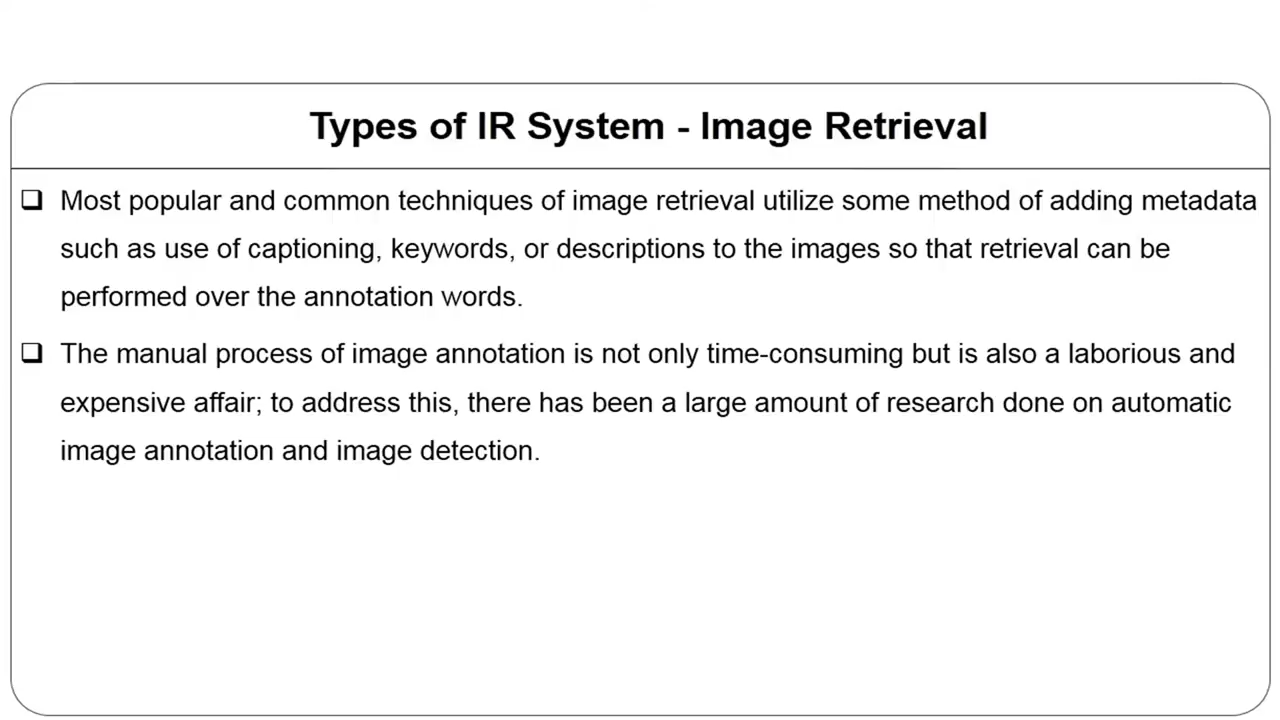 Types of IR System - Image Retrieval
Most popular and common techniques of image retrieval utilize some method of adding metadata
such as use of captioning, keywords, or descriptions to the images so that retrieval can be
performed over the annotation words.
The manual process of image annotation is not only time-consuming but is also a laborious and
expensive affair; to address this, there has been a large amount of research done on automatic
image annotation and image detection.